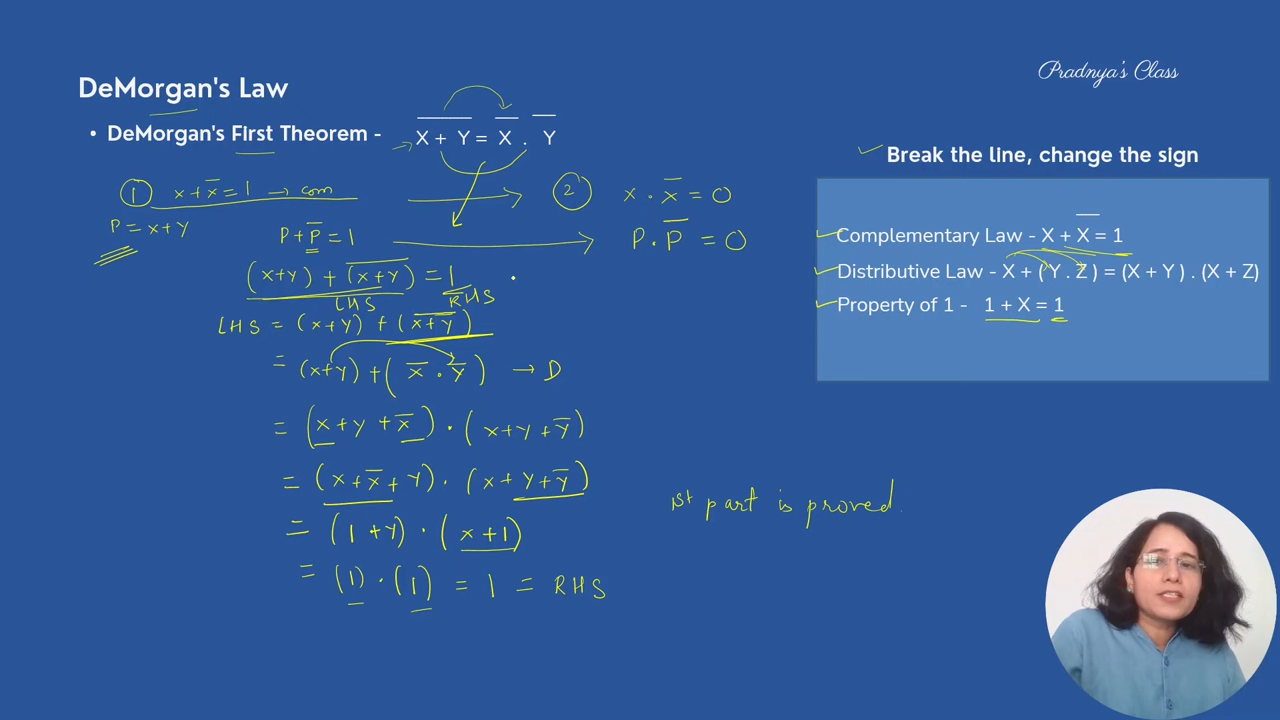 Pradnya's Class
DeMorgan's Law
• DeMorgan's First Theorem - X̅ ̅+̅ ̅Y̅ = X̅ . Y̅
Break the line, change the sign
① x + x̅ = 1 → com
② x · x̅ = 0
P = x+y
P + P̅ = 1
P . P̅ = 0
Complementary Law - X + X̅ = 1
Distributive Law - X + (Y . Z ) = (X + Y ) . (X + Z)
Property of 1 - 1 + X = 1
(x+y) + (x̅+̅y̅) = 1
LHS RHS
LHS = (x+y) + (x̅+̅y̅)
= (x+y) + (x̅ · y̅) → D
= (x+y+x̅) · (x+y+y̅)
= (x+x̅+y) · (x+y+y̅)
1st part is proved.
= (1+y) · (x+1)
= (1) · (1) = 1 = RHS